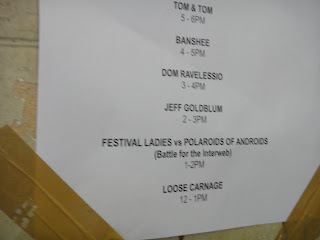 TOM & TOM
5 - 6PM
BANSHEE
4 - 5PM
DOM RAVELESSIO
3 - 4PM
JEFF GOLDBLUM
2 - 3PM
FESTIVAL LADIES vs POLAROIDS OF ANDROIDS
(Battle for the Interweb)
1-2PM
LOOSE CARNAGE
12 - 1PM